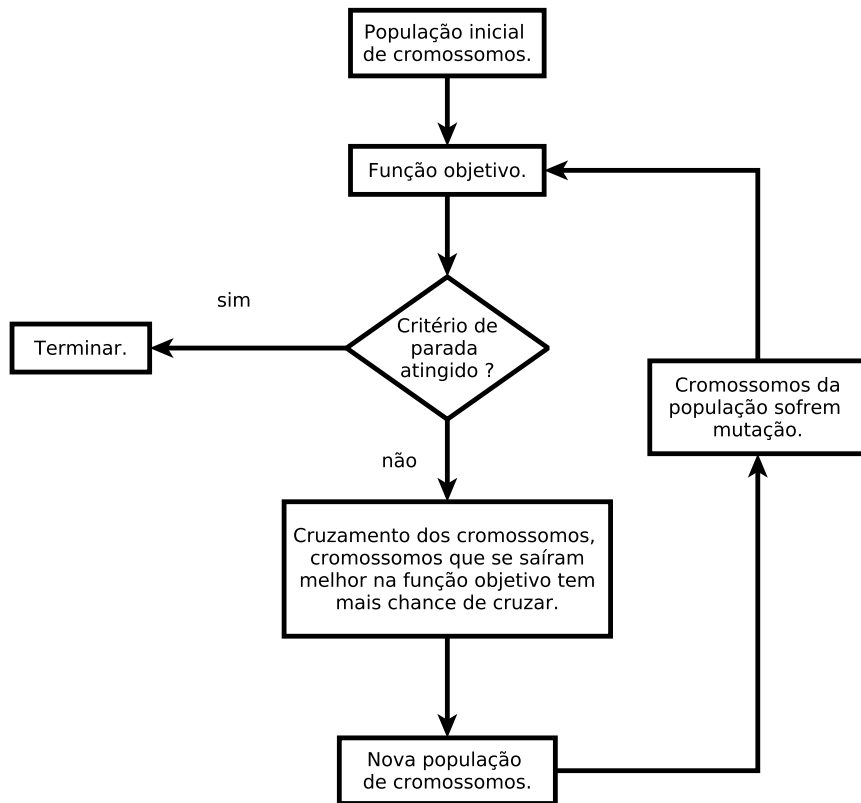 População inicial
de cromossomos.
Função objetivo.
sim
Critério de
parada
atingido ?
Terminar.
Cromossomos da
população sofrem
mutação.
não
Cruzamento dos cromossomos,
cromossomos que se saíram
melhor na função objetivo tem
mais chance de cruzar.
Nova população
de cromossomos.